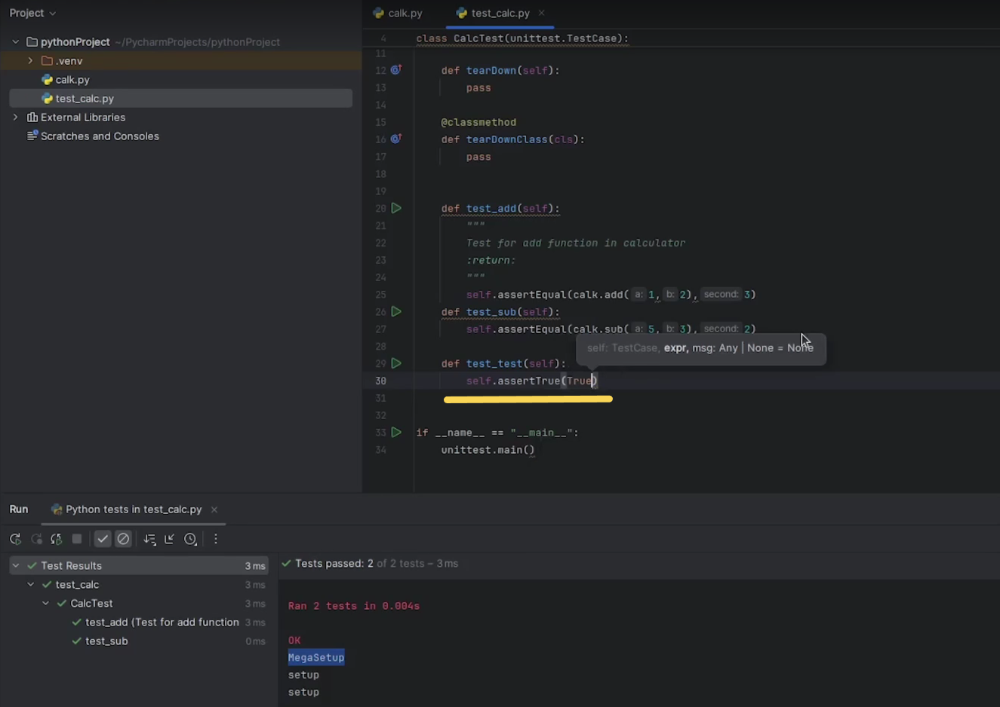 Project
calk.py
test_calc.py
pythonProject ~/PycharmProjects/pythonProject
.venv
calk.py
test_calc.py
External Libraries
Scratches and Consoles
4 class CalcTest(unittest.TestCase):
11
12 def tearDown(self):
13 pass
14
15 @classmethod
16 def tearDownClass(cls):
17 pass
18
19
20 def test_add(self):
21 """
22 Test for add function in calculator
23 :return:
24 """
25 self.assertEqual(calk.add( a: 1, b: 2), second: 3)
26 def test_sub(self):
27 self.assertEqual(calk.sub( a: 5, b: 3), second: 2)
28
self: TestCase, expr, msg: Any | None = None
29 def test_test(self):
30 self.assertTrue(True)
31
32
33 if __name__ == "__main__":
34 unittest.main()
Run
Python tests in test_calc.py
Test Results 3 ms
test_calc 3 ms
CalcTest 3 ms
test_add (Test for add function 3 ms
test_sub 0 ms
Tests passed: 2 of 2 tests – 3 ms
Ran 2 tests in 0.004s
OK
MegaSetup
setup
setup